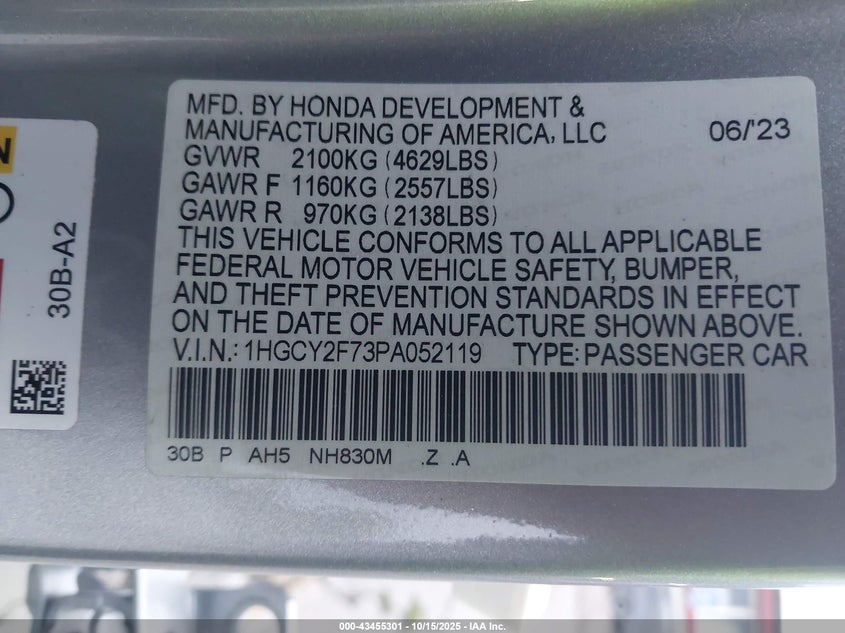 MFD. BY HONDA DEVELOPMENT &
MANUFACTURING OF AMERICA, LLC 06/'23
GVWR 2100KG (4629LBS)
GAWR F 1160KG (2557LBS)
GAWR R 970KG (2138LBS)
THIS VEHICLE CONFORMS TO ALL APPLICABLE
FEDERAL MOTOR VEHICLE SAFETY, BUMPER,
AND THEFT PREVENTION STANDARDS IN EFFECT
ON THE DATE OF MANUFACTURE SHOWN ABOVE.
V.I.N.: 1HGCY2F73PA052119 TYPE: PASSENGER CAR
30B P AH5 NH830M .Z .A
30B-A2
N
000-43455301 - 10/15/2025 - IAA Inc.